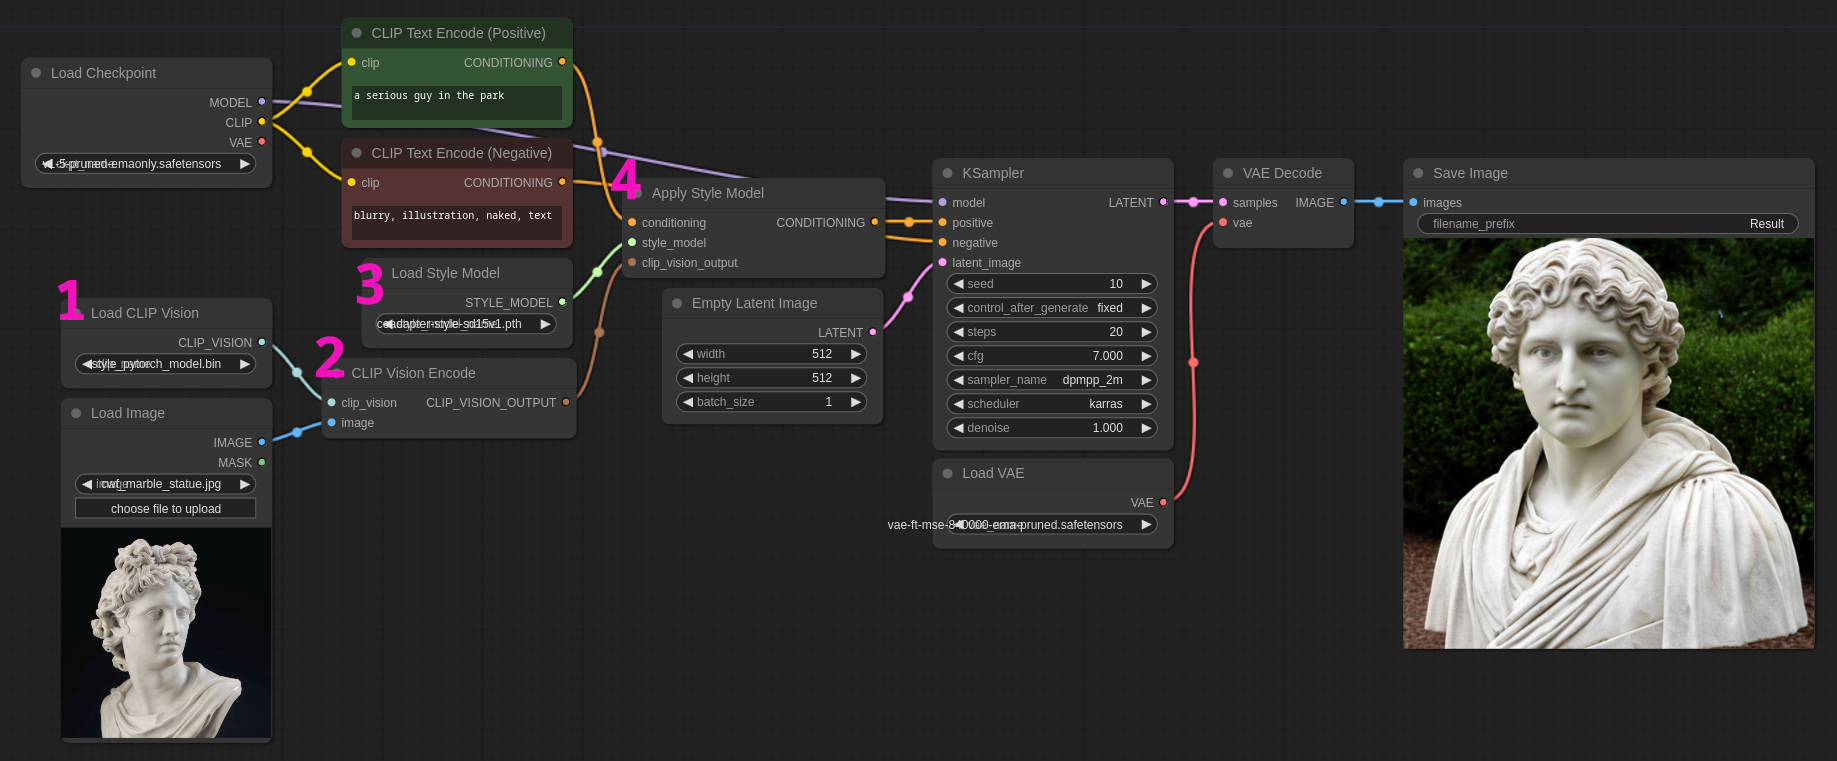 Load Checkpoint
MODEL
CLIP
VAE
-5-pruned-emaonly.safetensors
CLIP Text Encode (Positive)
clip CONDITIONING
a serious guy in the park
CLIP Text Encode (Negative)
clip CONDITIONING
blurry, illustration, naked, text
1
Load CLIP Vision
CLIP_VISION
pytorch_model.bin
Load Image
IMAGE
MASK
cwf_marble_statue.jpg
choose file to upload
3
Load Style Model
STYLE_MODEL
sd15v1.pth
2
CLIP Vision Encode
clip_vision CLIP_VISION_OUTPUT
image
4
Apply Style Model
conditioning CONDITIONING
style_model
clip_vision_output
Empty Latent Image
LATENT
width 512
height 512
batch_size 1
KSampler
model LATENT
positive
negative
latent_image
seed 10
control_after_generate fixed
steps 20
cfg 7.000
sampler_name dpmpp_2m
scheduler karras
denoise 1.000
Load VAE
VAE
vae-ft-mse-840000-ema-pruned.safetensors
VAE Decode
samples IMAGE
vae
Save Image
images
filename_prefix Result